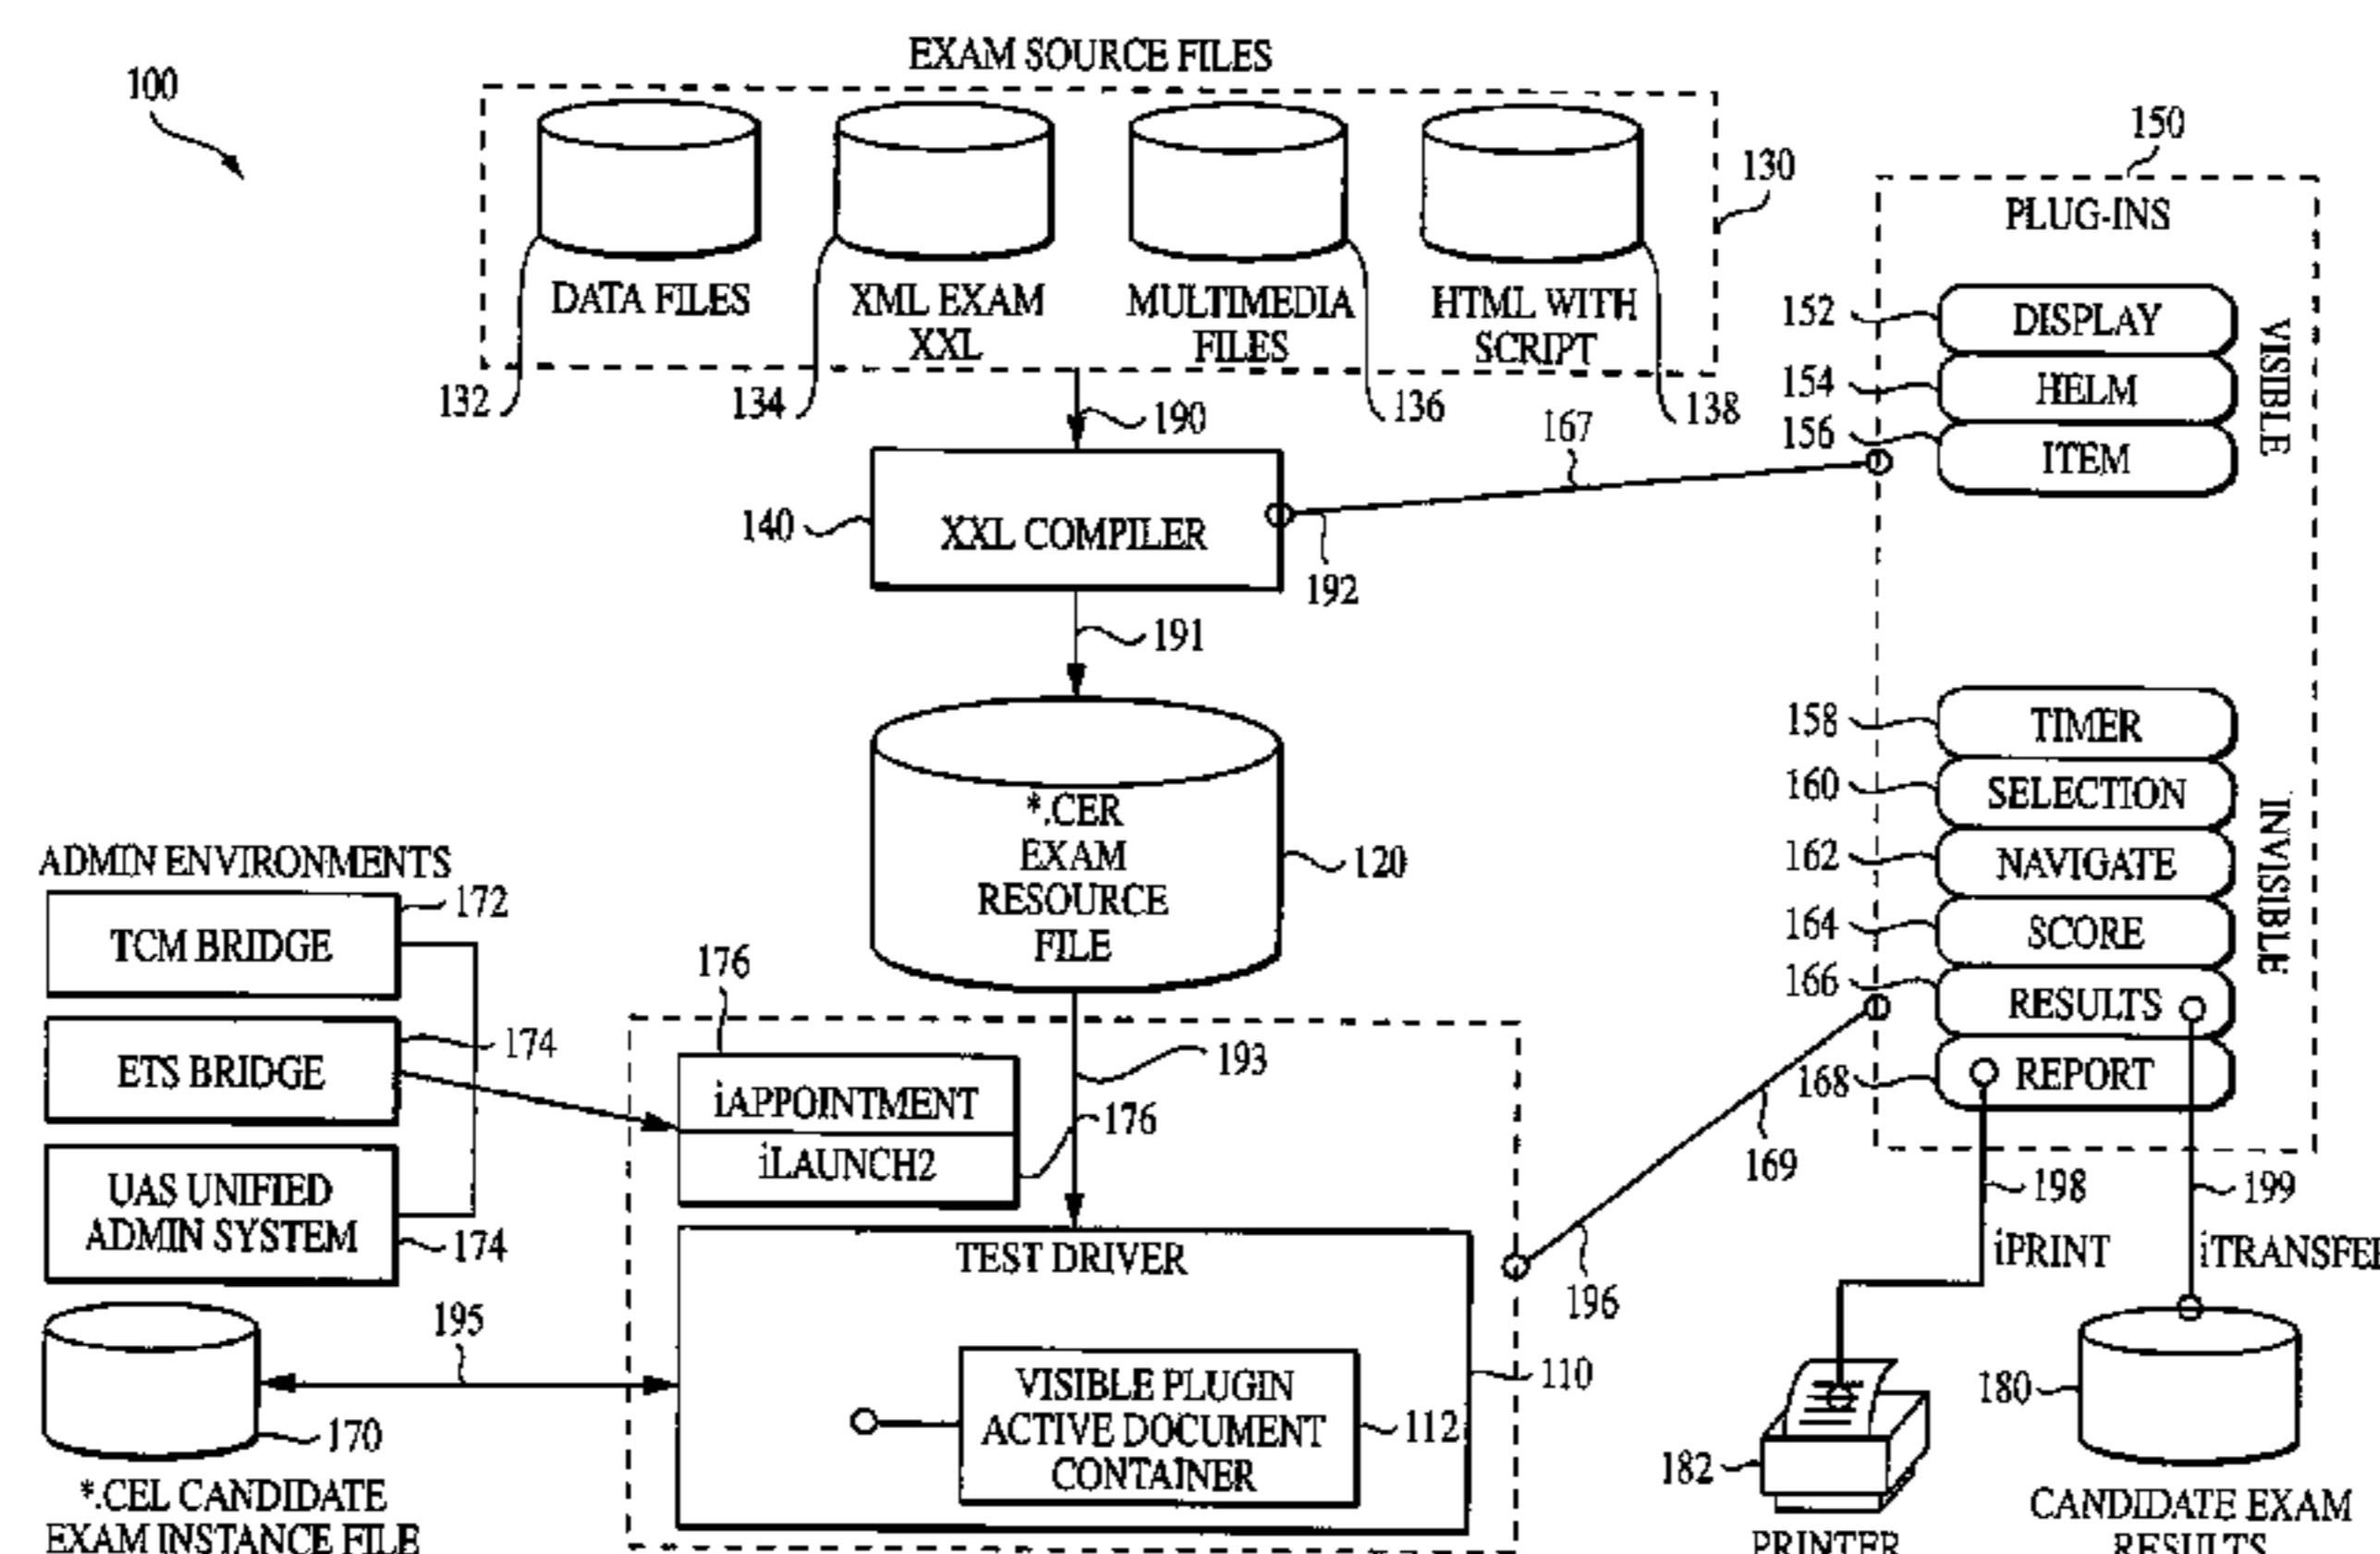 EXAM SOURCE FILES
100
130
150
DATA FILES
XML EXAM
XXL
MULTIMEDIA
FILES
HTML WITH
SCRIPT
132
134
136
138
190
PLUG-INS
152
DISPLAY
154
HELM
156
ITEM
VISIBLE
167
140
XXL COMPILER
192
191
158
TIMER
160
SELECTION
162
NAVIGATE
164
SCORE
166
RESULTS
168
REPORT
INVISIBLE
*.CER
EXAM
RESOURCE
FILE
120
ADMIN ENVIRONMENTS
172
TCM BRIDGE
174
ETS BRIDGE
UAS UNIFIED
ADMIN SYSTEM
174
176
iAPPOINTMENT
iLAUNCH2
176
193
169
196
198
iPRINT
199
iTRANSFER
TEST DRIVER
195
110
VISIBLE PLUGIN
ACTIVE DOCUMENT
CONTAINER
112
170
*.CEL CANDIDATE
EXAM INSTANCE FILE
182
PRINTER
180
CANDIDATE EXAM
RESULTS